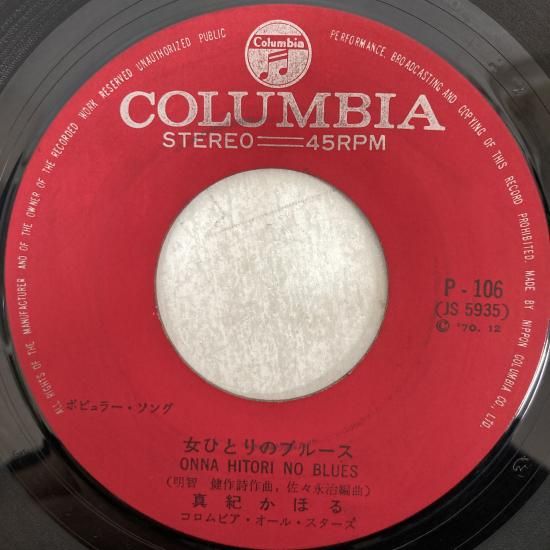 ALL RIGHTS OF THE MANUFACTURER AND OF THE OWNER OF THE RECORDED WORK RESERVED UNAUTHORIZED PUBLIC PERFORMANCE, BROADCASTING AND COPYING OF THIS RECORD PROHIBITED. MADE BY NIPPON COLUMBIA CO., LTD.
Columbia
COLUMBIA
STEREO 45RPM
P-106
(JS 5935)
© '70. 12
ポピュラー・ソング
女ひとりのブルース
ONNA HITORI NO BLUES
(明智 健作詩作曲, 佐々永治編曲)
真紀かほる
コロムビア・オール・スターズ